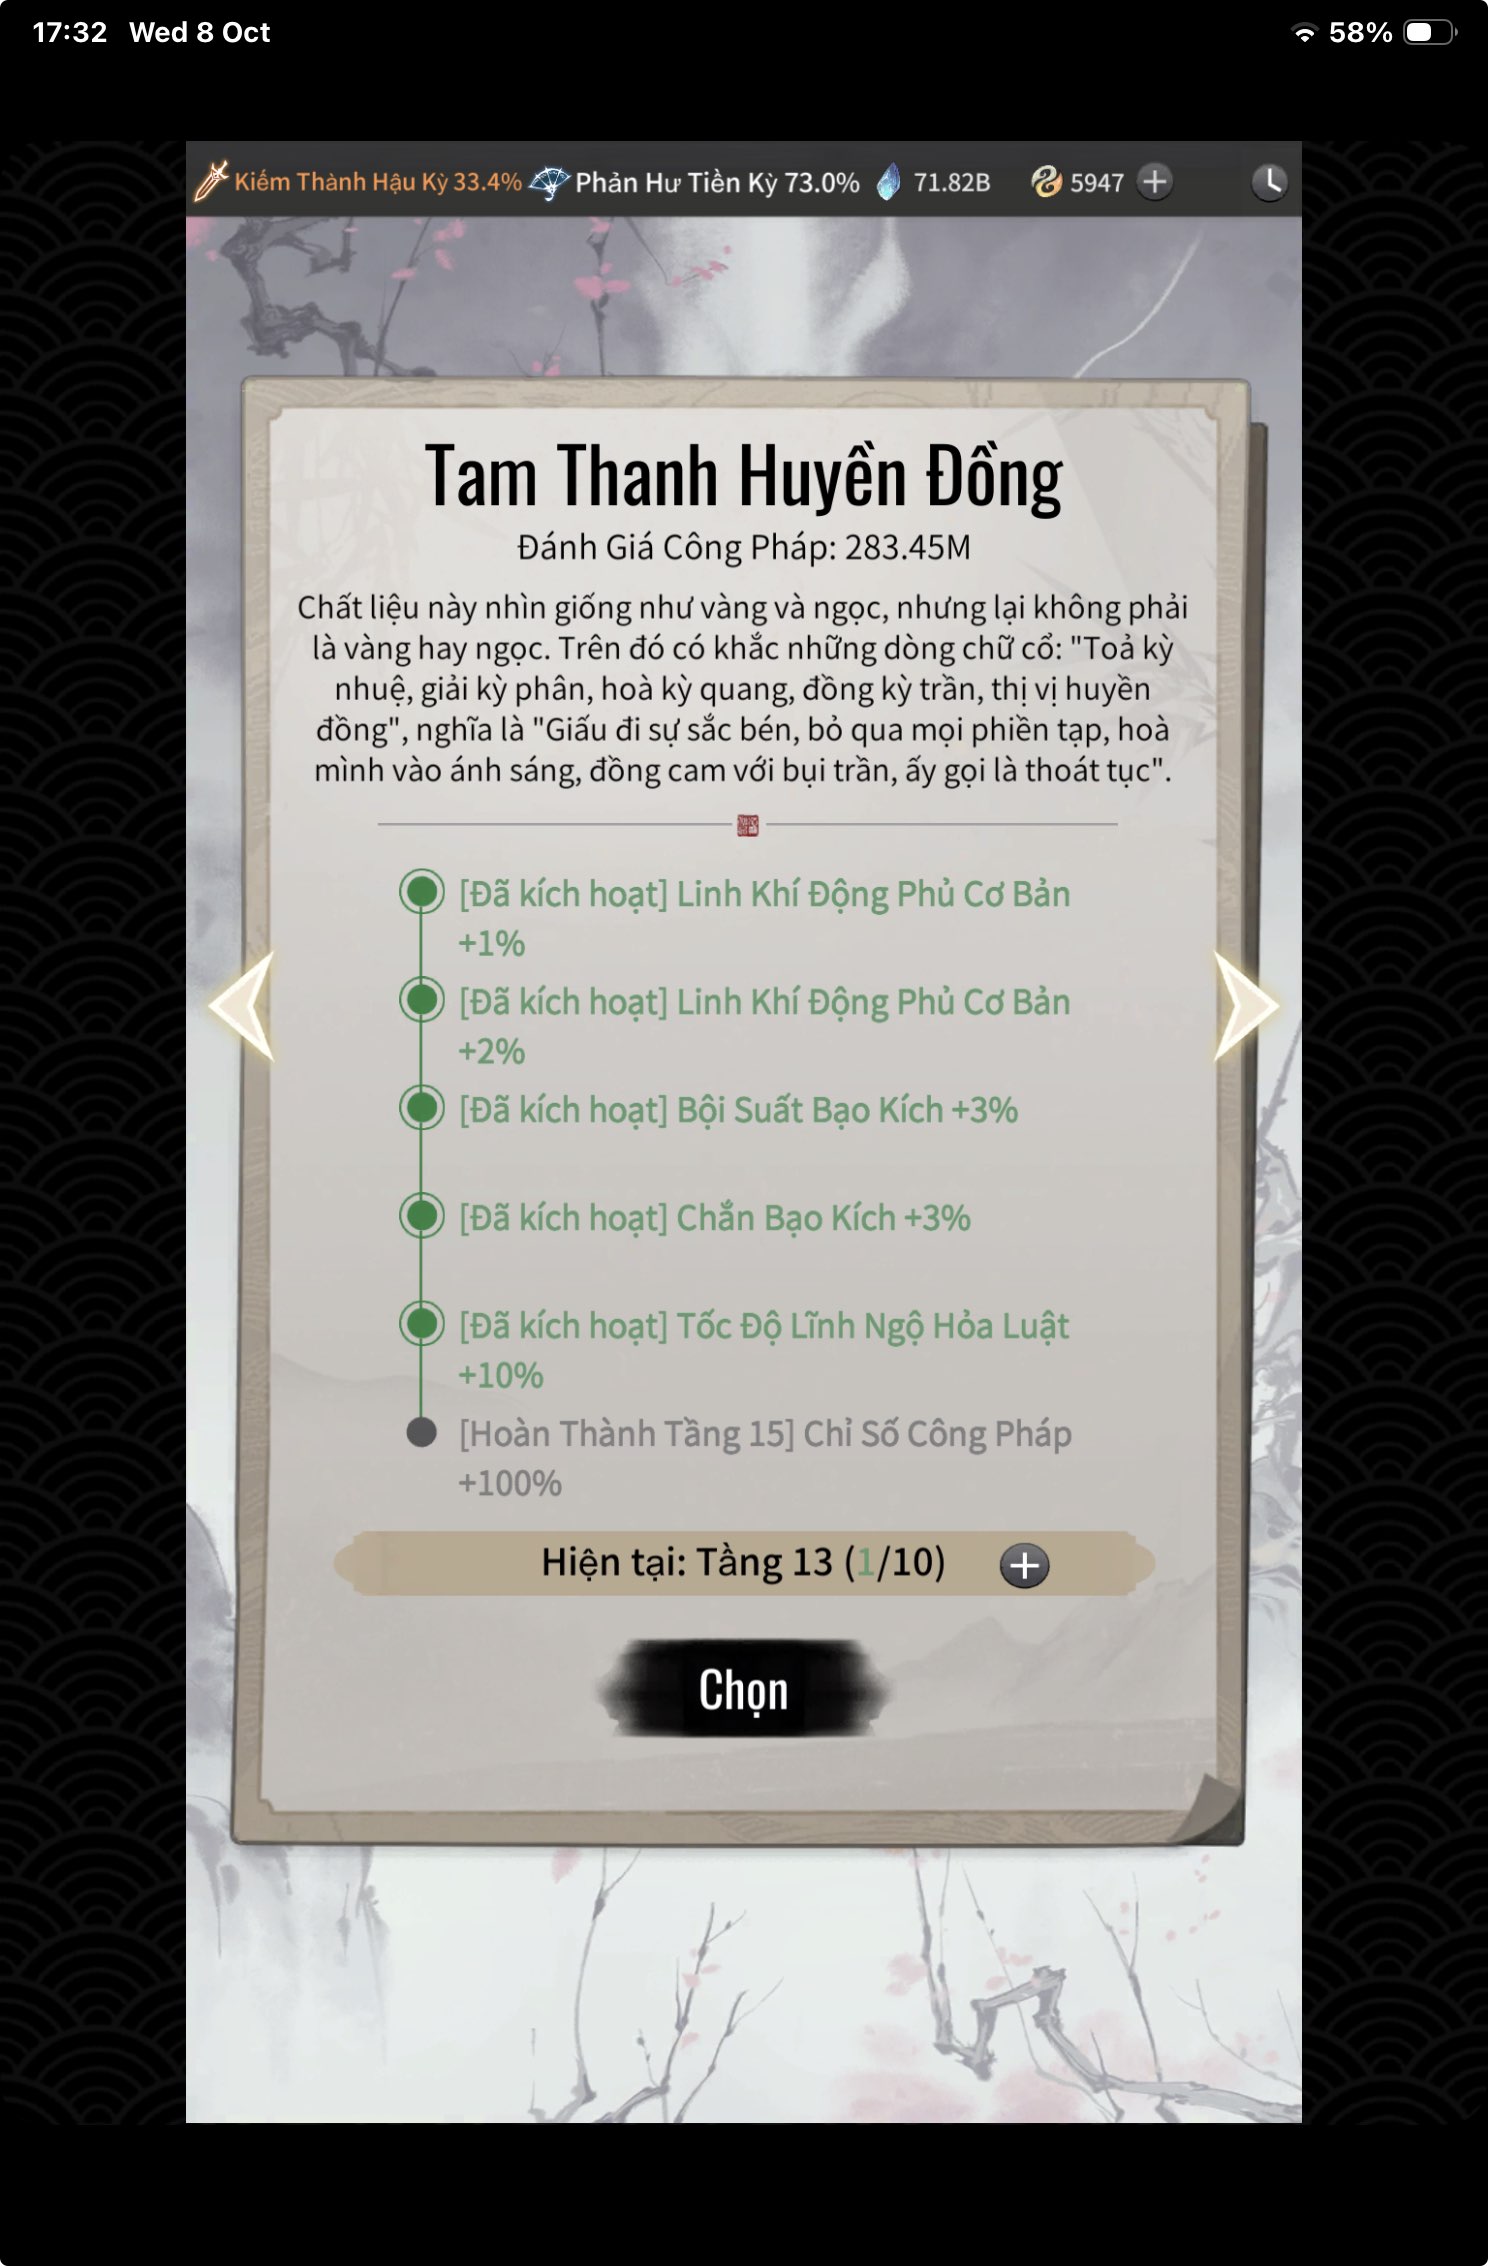 17:32 Wed 8 Oct 58%
Kiếm Thành Hậu Kỳ 33.4% Phản Hư Tiền Kỳ 73.0% 71.82B 5947
Tam Thanh Huyền Đồng
Đánh Giá Công Pháp: 283.45M
Chất liệu này nhìn giống như vàng và ngọc, nhưng lại không phải
là vàng hay ngọc. Trên đó có khắc những dòng chữ cổ: "Toả kỳ
nhuệ, giải kỳ phân, hoà kỳ quang, đồng kỳ trần, thị vị huyền
đồng", nghĩa là "Giấu đi sự sắc bén, bỏ qua mọi phiền tạp, hoà
mình vào ánh sáng, đồng cam với bụi trần, ấy gọi là thoát tục".
[Đã kích hoạt] Linh Khí Động Phủ Cơ Bản
+1%
[Đã kích hoạt] Linh Khí Động Phủ Cơ Bản
+2%
[Đã kích hoạt] Bội Suất Bạo Kích +3%
[Đã kích hoạt] Chắn Bạo Kích +3%
[Đã kích hoạt] Tốc Độ Lĩnh Ngộ Hỏa Luật
+10%
[Hoàn Thành Tầng 15] Chỉ Số Công Pháp
+100%
Hiện tại: Tầng 13 (1/10)
Chọn